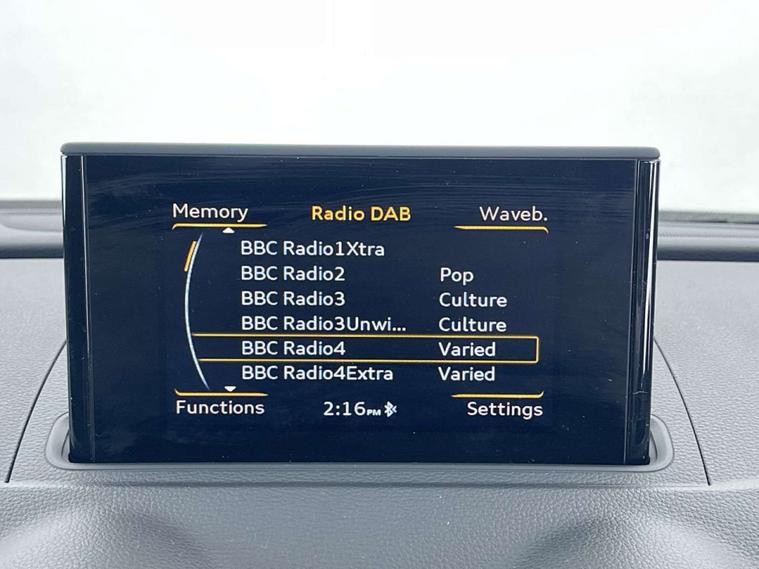 Memory Radio DAB Waveb.
BBC Radio1Xtra
BBC Radio2 Pop
BBC Radio3 Culture
BBC Radio3Unwi... Culture
BBC Radio4 Varied
BBC Radio4Extra Varied
Functions 2:16PM Settings